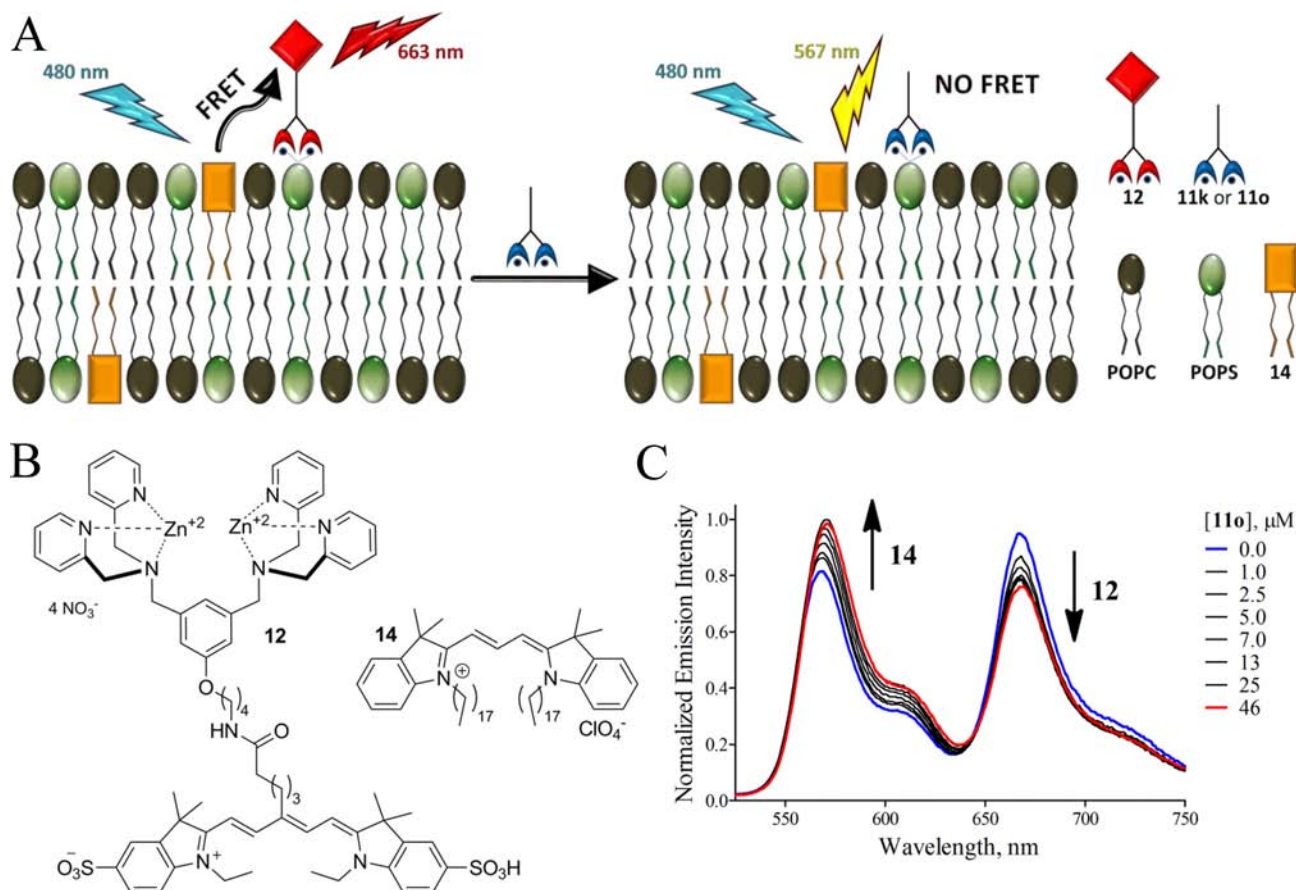 A
480 nm
FRET
663 nm
480 nm
567 nm
NO FRET
12
11k or 11o
POPC
POPS
14
B
N
N
N
N
Zn+2
Zn+2
N
N
4 NO3-
12
O
( )4
HN
O
( )3
-O3S
N+
N
SO3H
14
N
⊕
N
( )17
( )17
ClO4-
C
Normalized Emission Intensity
1.0
0.8
0.6
0.4
0.2
0.0
550
600
650
700
750
Wavelength, nm
14
12
[11o], μM
0.0
1.0
2.5
5.0
7.0
13
25
46